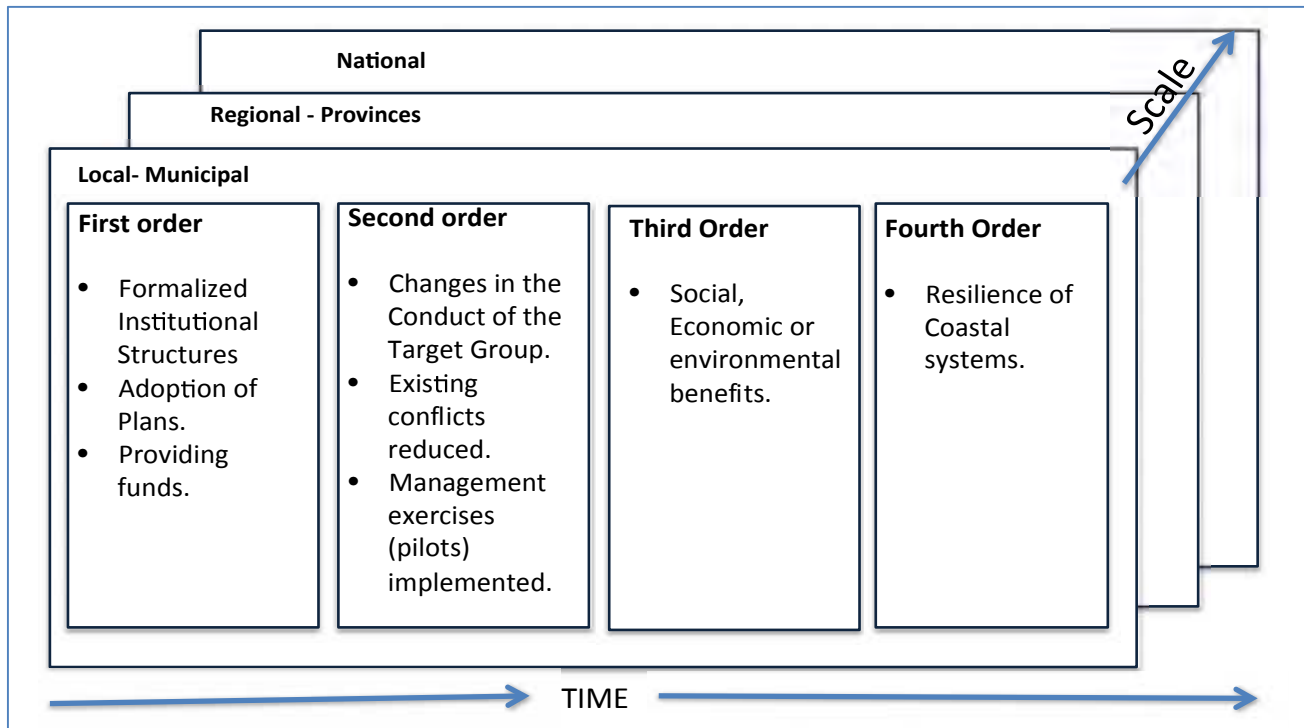 National
Regional - Provinces
Local- Municipal
Scale
First order
• Formalized
Institutional
Structures
• Adoption of
Plans.
• Providing
funds.
Second order
• Changes in the
Conduct of the
Target Group.
• Existing
conflicts
reduced.
• Management
exercises
(pilots)
implemented.
Third Order
• Social,
Economic or
environmental
benefits.
Fourth Order
• Resilience of
Coastal
systems.
TIME